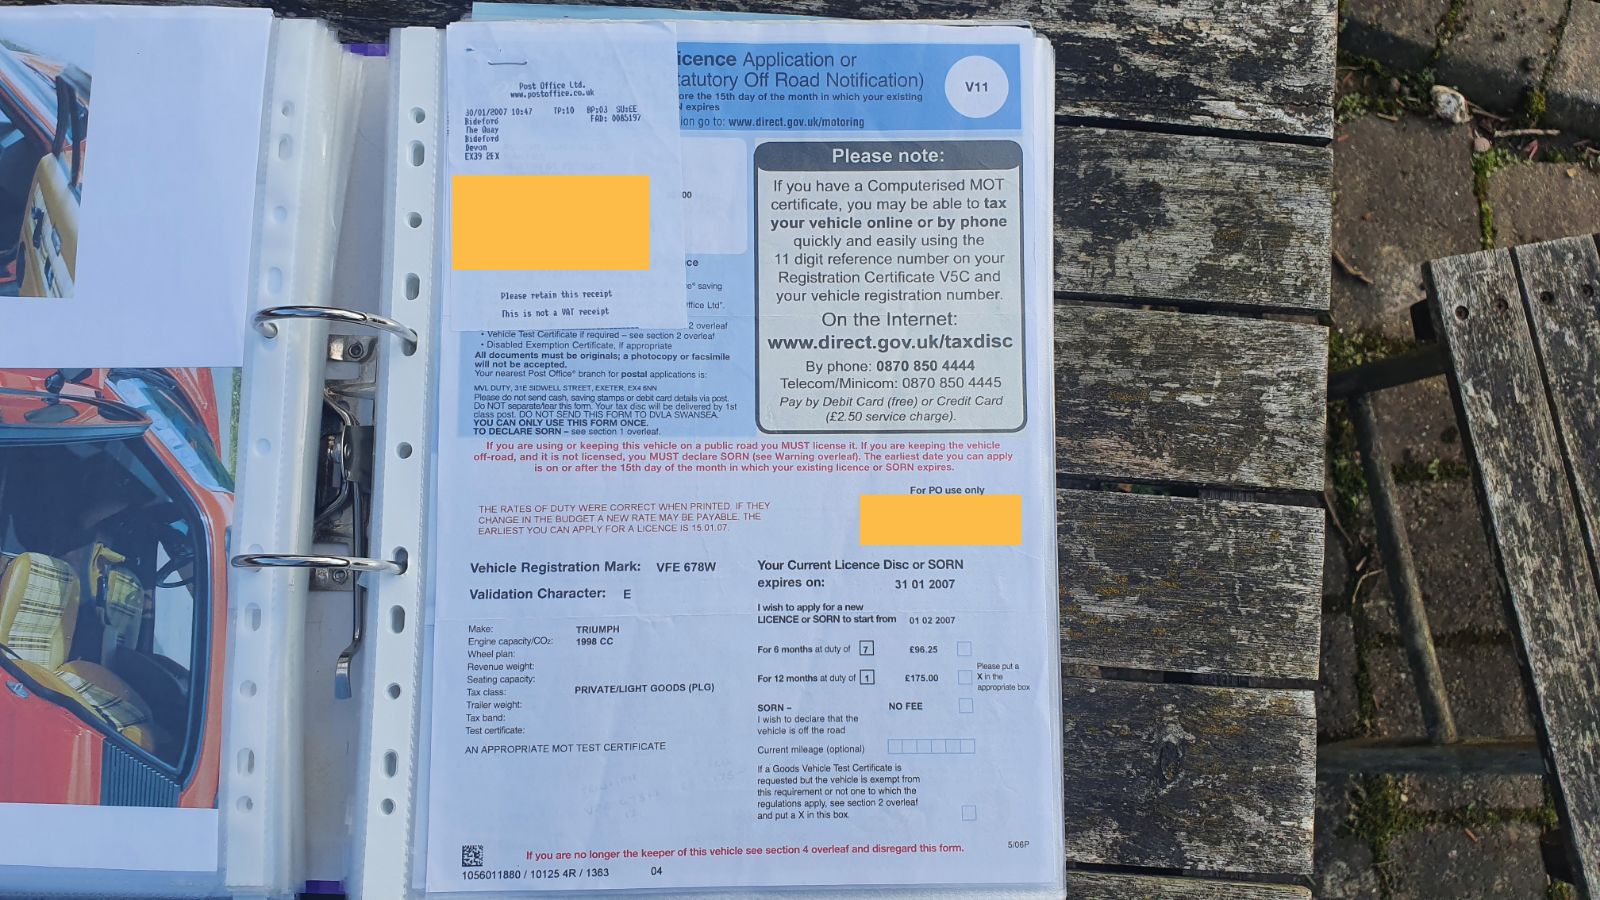 Post Office Ltd.
www.postoffice.co.uk
30/01/2007 10:47 TP:10 BP:03 SU:EE
FAD: 0085197
Bideford
The Quay
Bideford
Devon
EX39 2EX
Please retain this receipt
This is not a VAT receipt
icence Application or
tatutory Off Road Notification)
ore the 15th day of the month in which your existing
expires
ion go to: www.direct.gov.uk/motoring
V11
00
ce
saving
ffice Ltd".
2 overleaf
• Vehicle Test Certificate if required – see section 2 overleaf
• Disabled Exemption Certificate, if appropriate
All documents must be originals; a photocopy or facsimile
will not be accepted.
Your nearest Post Office® branch for postal applications is:
MVL DUTY, 31E SIDWELL STREET, EXETER, EX4 6NN
Please do not send cash, saving stamps or debit card details via post.
Do NOT separate/tear this form. Your tax disc will be delivered by 1st
class post. DO NOT SEND THIS FORM TO DVLA SWANSEA.
YOU CAN ONLY USE THIS FORM ONCE.
TO DECLARE SORN – see section 1 overleaf.
Please note:
If you have a Computerised MOT
certificate, you may be able to tax
your vehicle online or by phone
quickly and easily using the
11 digit reference number on your
Registration Certificate V5C and
your vehicle registration number.
On the Internet:
www.direct.gov.uk/taxdisc
By phone: 0870 850 4444
Telecom/Minicom: 0870 850 4445
Pay by Debit Card (free) or Credit Card
(£2.50 service charge).
If you are using or keeping this vehicle on a public road you MUST license it. If you are keeping the vehicle
off-road, and it is not licensed, you MUST declare SORN (see Warning overleaf). The earliest date you can apply
is on or after the 15th day of the month in which your existing licence or SORN expires.
For PO use only
THE RATES OF DUTY WERE CORRECT WHEN PRINTED. IF THEY
CHANGE IN THE BUDGET A NEW RATE MAY BE PAYABLE. THE
EARLIEST YOU CAN APPLY FOR A LICENCE IS 15.01.07.
Vehicle Registration Mark: VFE 678W
Validation Character: E
Make: TRIUMPH
Engine capacity/CO2: 1998 CC
Wheel plan:
Revenue weight:
Seating capacity:
Tax class: PRIVATE/LIGHT GOODS (PLG)
Trailer weight:
Tax band:
Test certificate:
AN APPROPRIATE MOT TEST CERTIFICATE
Your Current Licence Disc or SORN
expires on: 31 01 2007
I wish to apply for a new
LICENCE or SORN to start from 01 02 2007
For 6 months at duty of 7 £96.25
For 12 months at duty of 1 £175.00
Please put a
X in the
appropriate box
SORN – NO FEE
I wish to declare that the
vehicle is off the road
Current mileage (optional)
If a Goods Vehicle Test Certificate is
requested but the vehicle is exempt from
this requirement or not one to which the
regulations apply, see section 2 overleaf
and put a X in this box.
If you are no longer the keeper of this vehicle see section 4 overleaf and disregard this form.
5/06P
1056011880 / 10125 4R / 1363 04